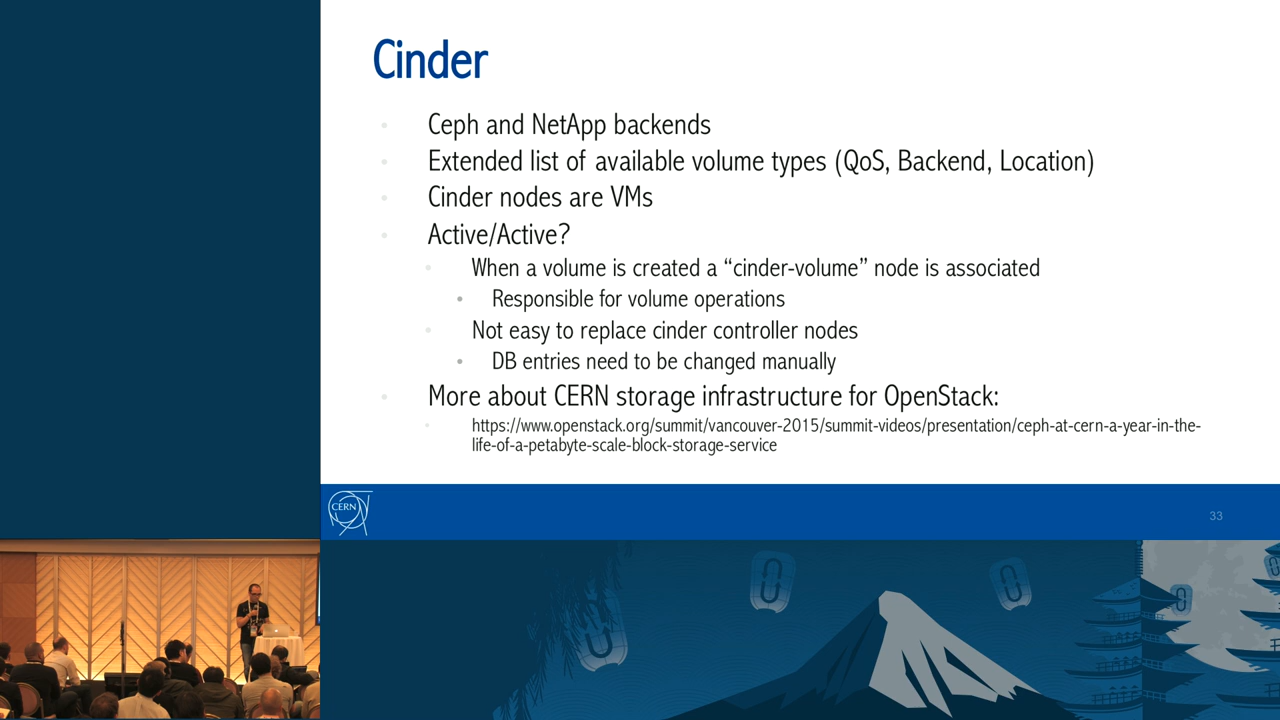 Cinder
Ceph and NetApp backends
Extended list of available volume types (QoS, Backend, Location)
Cinder nodes are VMs
Active/Active?
When a volume is created a “cinder-volume” node is associated
Responsible for volume operations
Not easy to replace cinder controller nodes
DB entries need to be changed manually
More about CERN storage infrastructure for OpenStack:
https://www.openstack.org/summit/vancouver-2015/summit-videos/presentation/ceph-at-cern-a-year-in-the-
life-of-a-petabyte-scale-block-storage-service
CERN
33